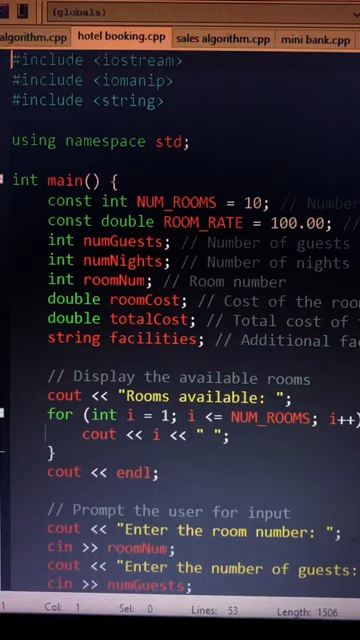 (globals)
algorithm.cpp hotel booking.cpp sales algorithm.cpp mini bank.cpp
#include <iostream>
#include <iomanip>
#include <string>
using namespace std;
int main() {
const int NUM_ROOMS = 10; // Number
const double ROOM_RATE = 100.00; //
int numGuests; // Number of guests
int numNights; // Number of nights
int roomNum; // Room number
double roomCost; // Cost of the roo
double totalCost; // Total cost of
string facilities; // Additional fac
// Display the available rooms
cout << "Rooms available: ";
for (int i = 1; i <= NUM_ROOMS; i++)
cout << i << " ";
}
cout << endl;
// Prompt the user for input
cout << "Enter the room number: ";
cin >> roomNum;
cout << "Enter the number of guests:
cin >> numGuests;
1 Col: 1 Sel: 0 Lines: 53 Length: 1506